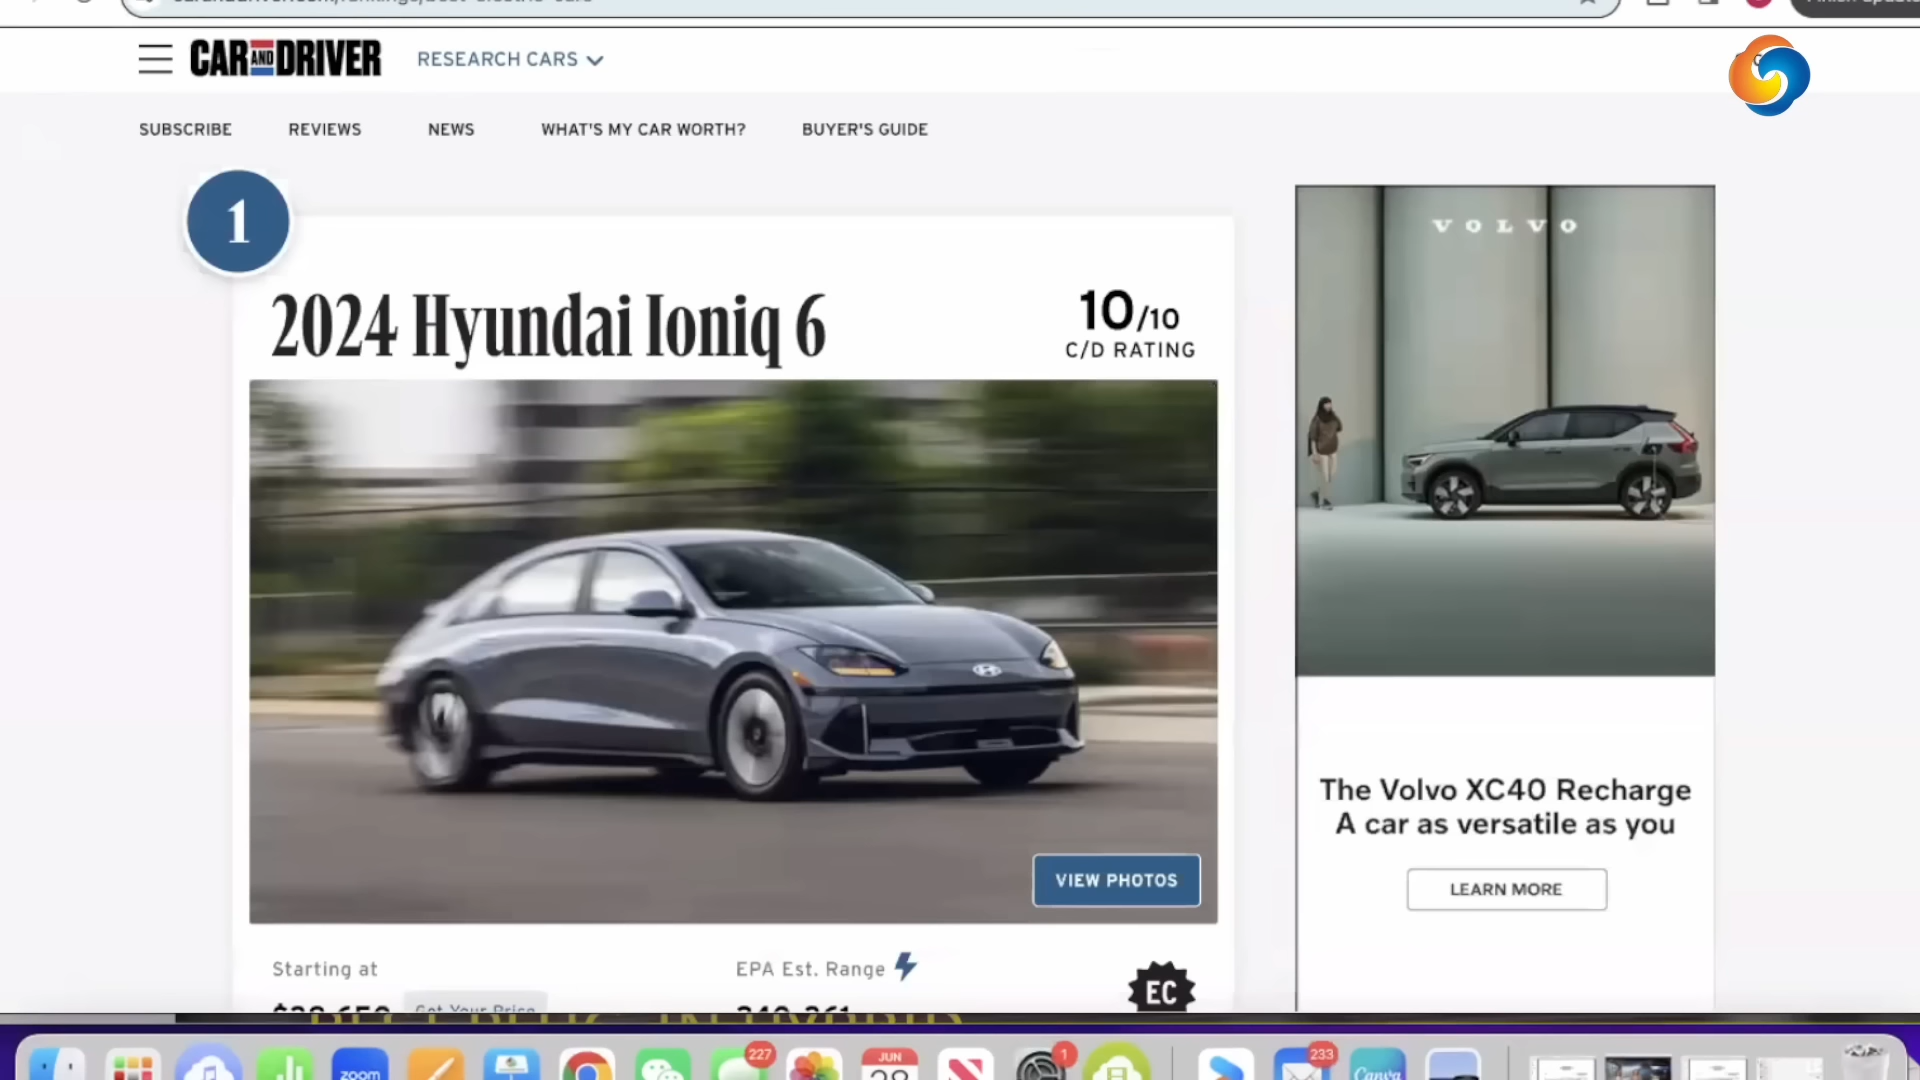 CAR AND DRIVER
RESEARCH CARS
SUBSCRIBE
REVIEWS
NEWS
WHAT'S MY CAR WORTH?
BUYER'S GUIDE
1
2024 Hyundai Ioniq 6
10/10
C/D RATING
VIEW PHOTOS
Starting at
EPA Est. Range
EC
VOLVO
The Volvo XC40 Recharge
A car as versatile as you
LEARN MORE
zoom
227
JUN
1
233
Canva